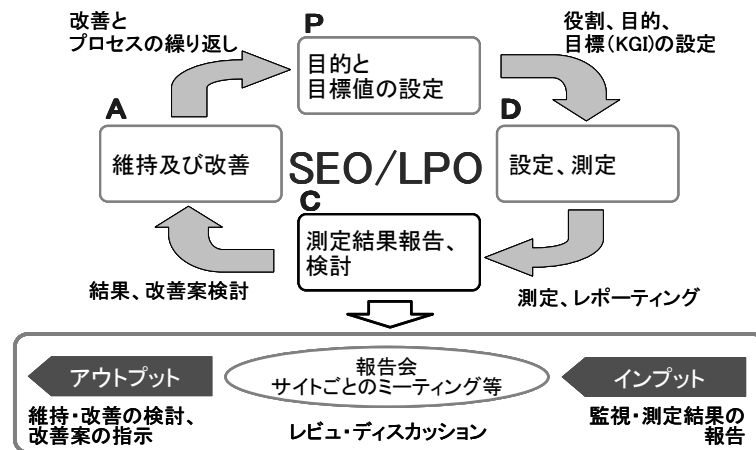 改善と
プロセスの繰り返し
P
目的と
目標値の設定
役割、目的、
目標(KGI)の設定
A
維持及び改善
SEO/LPO
D
設定、測定
C
測定結果報告、
検討
結果、改善案検討
測定、レポーティング
アウトプット
報告会
サイトごとのミーティング等
インプット
維持・改善の検討、
改善案の指示
レビュ・ディスカッション
監視・測定結果の
報告